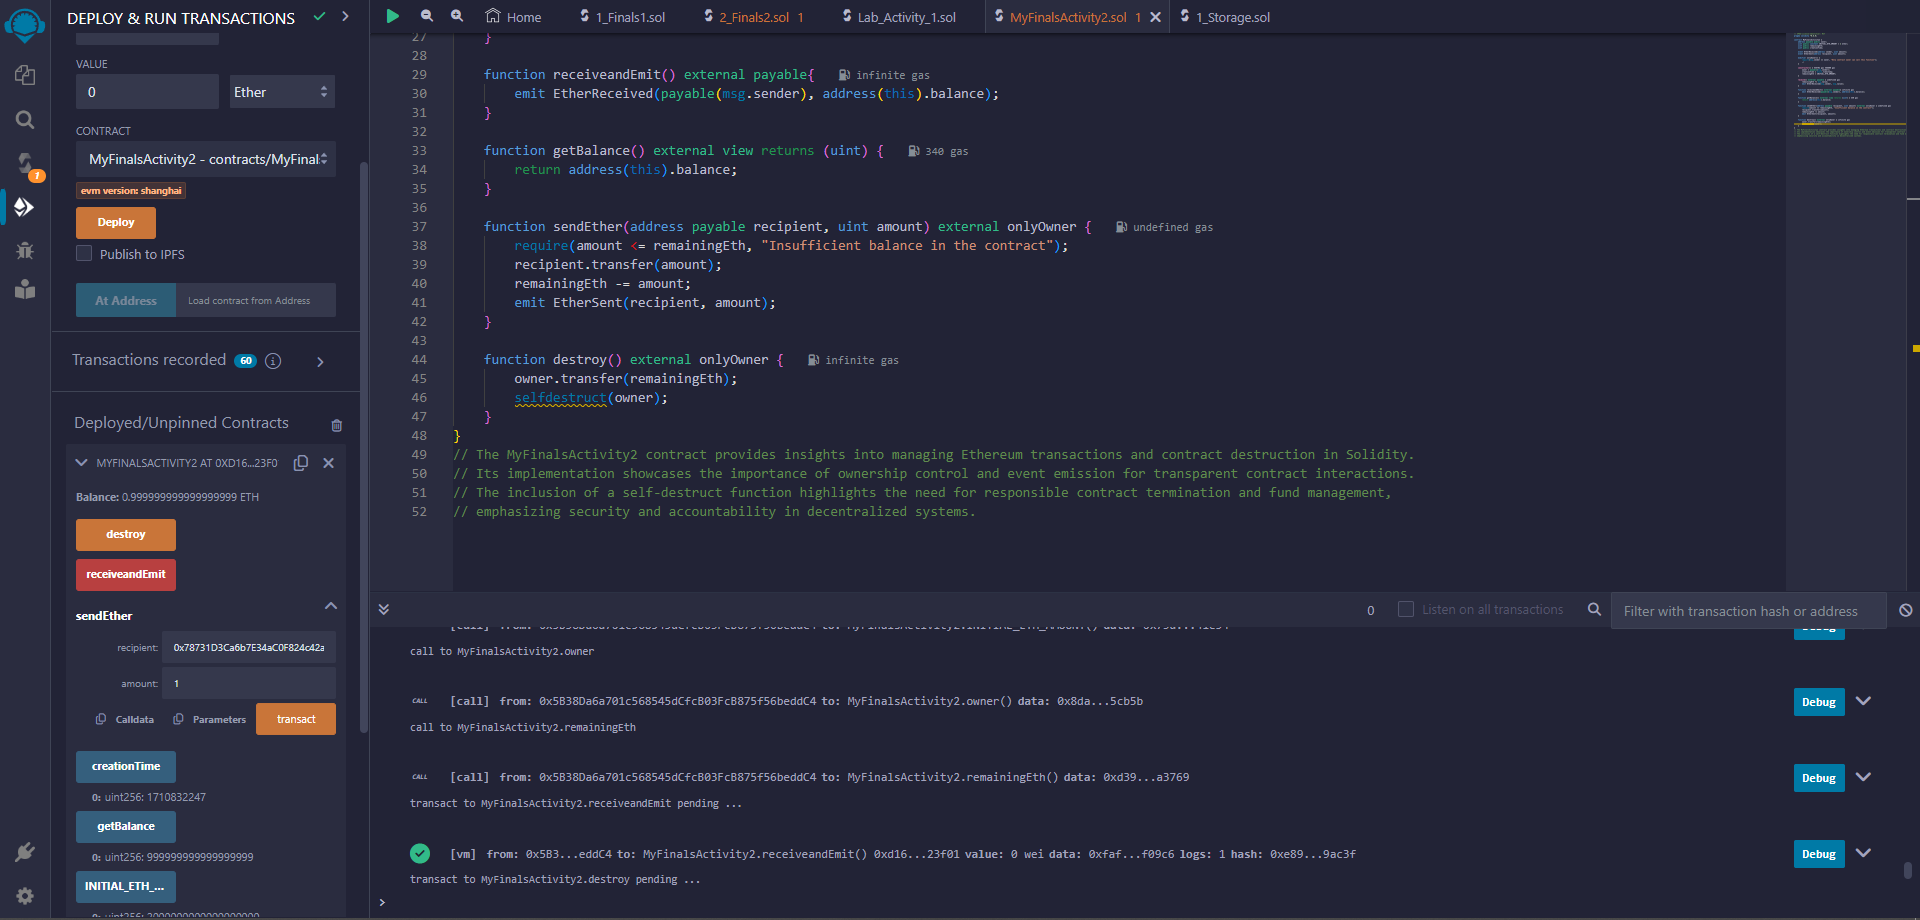 DEPLOY & RUN TRANSACTIONS
VALUE
0
Ether
CONTRACT
MyFinalsActivity2 - contracts/MyFinal
evm version: shanghai
Deploy
Publish to IPFS
At Address
Load contract from Address
Transactions recorded 60
Deployed/Unpinned Contracts
MYFINALSACTIVITY2 AT 0XD16...23F0
Balance: 0.999999999999999999 ETH
destroy
receiveandEmit
sendEther
recipient: 0x78731D3Ca6b7E34aC0F824c42a
amount: 1
Calldata
Parameters
transact
creationTime
0: uint256: 1710832247
getBalance
0: uint256: 999999999999999999
INITIAL_ETH_...
1
Home
1_Finals1.sol
2_Finals2.sol 1
Lab_Activity_1.sol
MyFinalsActivity2.sol 1
1_Storage.sol
27 }
28
29 function receiveandEmit() external payable{ infinite gas
30 emit EtherReceived(payable(msg.sender), address(this).balance);
31 }
32
33 function getBalance() external view returns (uint) { 340 gas
34 return address(this).balance;
35 }
36
37 function sendEther(address payable recipient, uint amount) external onlyOwner { undefined gas
38 require(amount <= remainingEth, "Insufficient balance in the contract");
39 recipient.transfer(amount);
40 remainingEth -= amount;
41 emit EtherSent(recipient, amount);
42 }
43
44 function destroy() external onlyOwner { infinite gas
45 owner.transfer(remainingEth);
46 selfdestruct(owner);
47 }
48 }
49 // The MyFinalsActivity2 contract provides insights into managing Ethereum transactions and contract destruction in Solidity.
50 // Its implementation showcases the importance of ownership control and event emission for transparent contract interactions.
51 // The inclusion of a self-destruct function highlights the need for responsible contract termination and fund management,
52 // emphasizing security and accountability in decentralized systems.
0
Listen on all transactions
Filter with transaction hash or address
Debug
call to MyFinalsActivity2.owner
CALL [call] from: 0x5B38Da6a701c568545dCfcB03FcB875f56beddC4 to: MyFinalsActivity2.owner() data: 0x8da...5cb5b
Debug
call to MyFinalsActivity2.remainingEth
CALL [call] from: 0x5B38Da6a701c568545dCfcB03FcB875f56beddC4 to: MyFinalsActivity2.remainingEth() data: 0xd39...a3769
Debug
transact to MyFinalsActivity2.receiveandEmit pending ...
[vm] from: 0x5B3...eddC4 to: MyFinalsActivity2.receiveandEmit() 0xd16...23f01 value: 0 wei data: 0xfaf...f09c6 logs: 1 hash: 0xe89...9ac3f
Debug
transact to MyFinalsActivity2.destroy pending ...
>